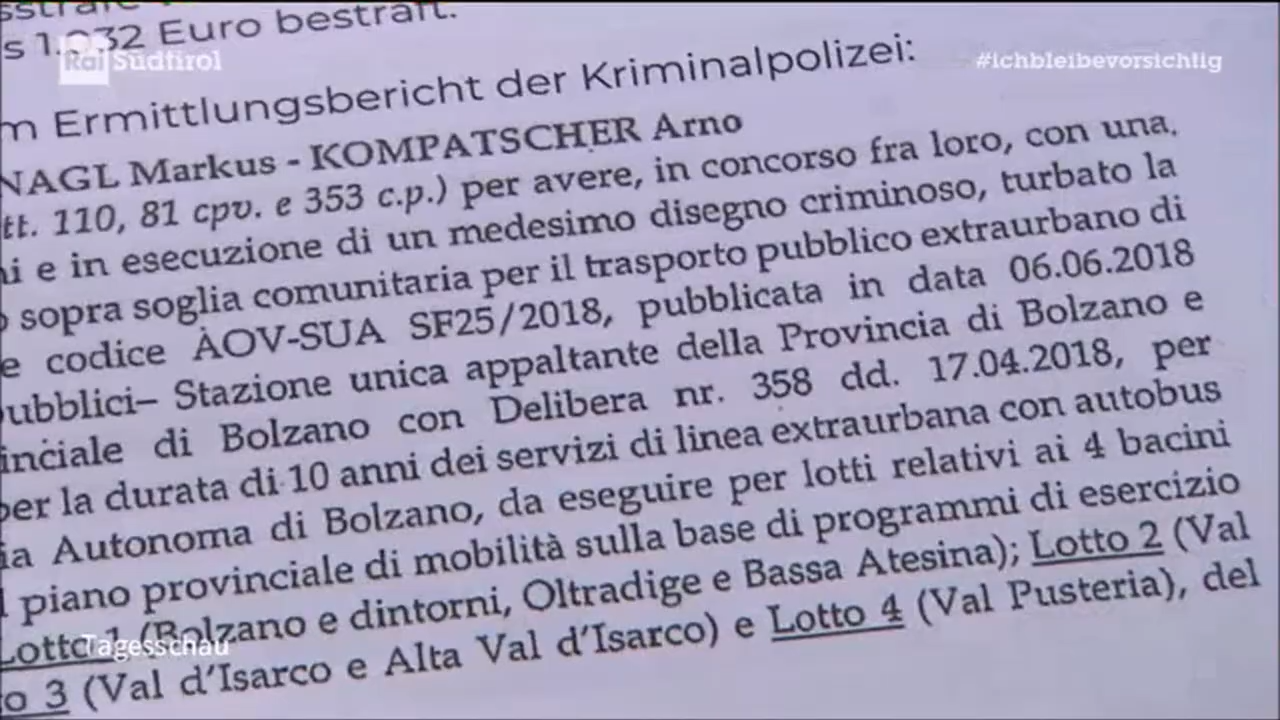 s 1.032 Euro bestraft.
Rai Südtirol
#ichbleibevorsichtig
m Ermittlungsbericht der Kriminalpolizei:
NAGL Markus - KOMPATSCHER Arno
tt. 110, 81 cpv. e 353 c.p.) per avere, in concorso fra loro, con una
ni e in esecuzione di un medesimo disegno criminoso, turbato la
o sopra soglia comunitaria per il trasporto pubblico extraurbano di
e codice AOV-SUA SF25/2018, pubblicata in data 06.06.2018
ubblici– Stazione unica appaltante della Provincia di Bolzano e
inciale di Bolzano con Delibera nr. 358 dd. 17.04.2018, per
per la durata di 10 anni dei servizi di linea extraurbana con autobus
ia Autonoma di Bolzano, da eseguire per lotti relativi ai 4 bacini
l piano provinciale di mobilità sulla base di programmi di esercizio
Lotto 1 (Bolzano e dintorni, Oltradige e Bassa Atesina); Lotto 2 (Val
Tagesschau
o 3 (Val d'Isarco e Alta Val d'Isarco) e Lotto 4 (Val Pusteria), del